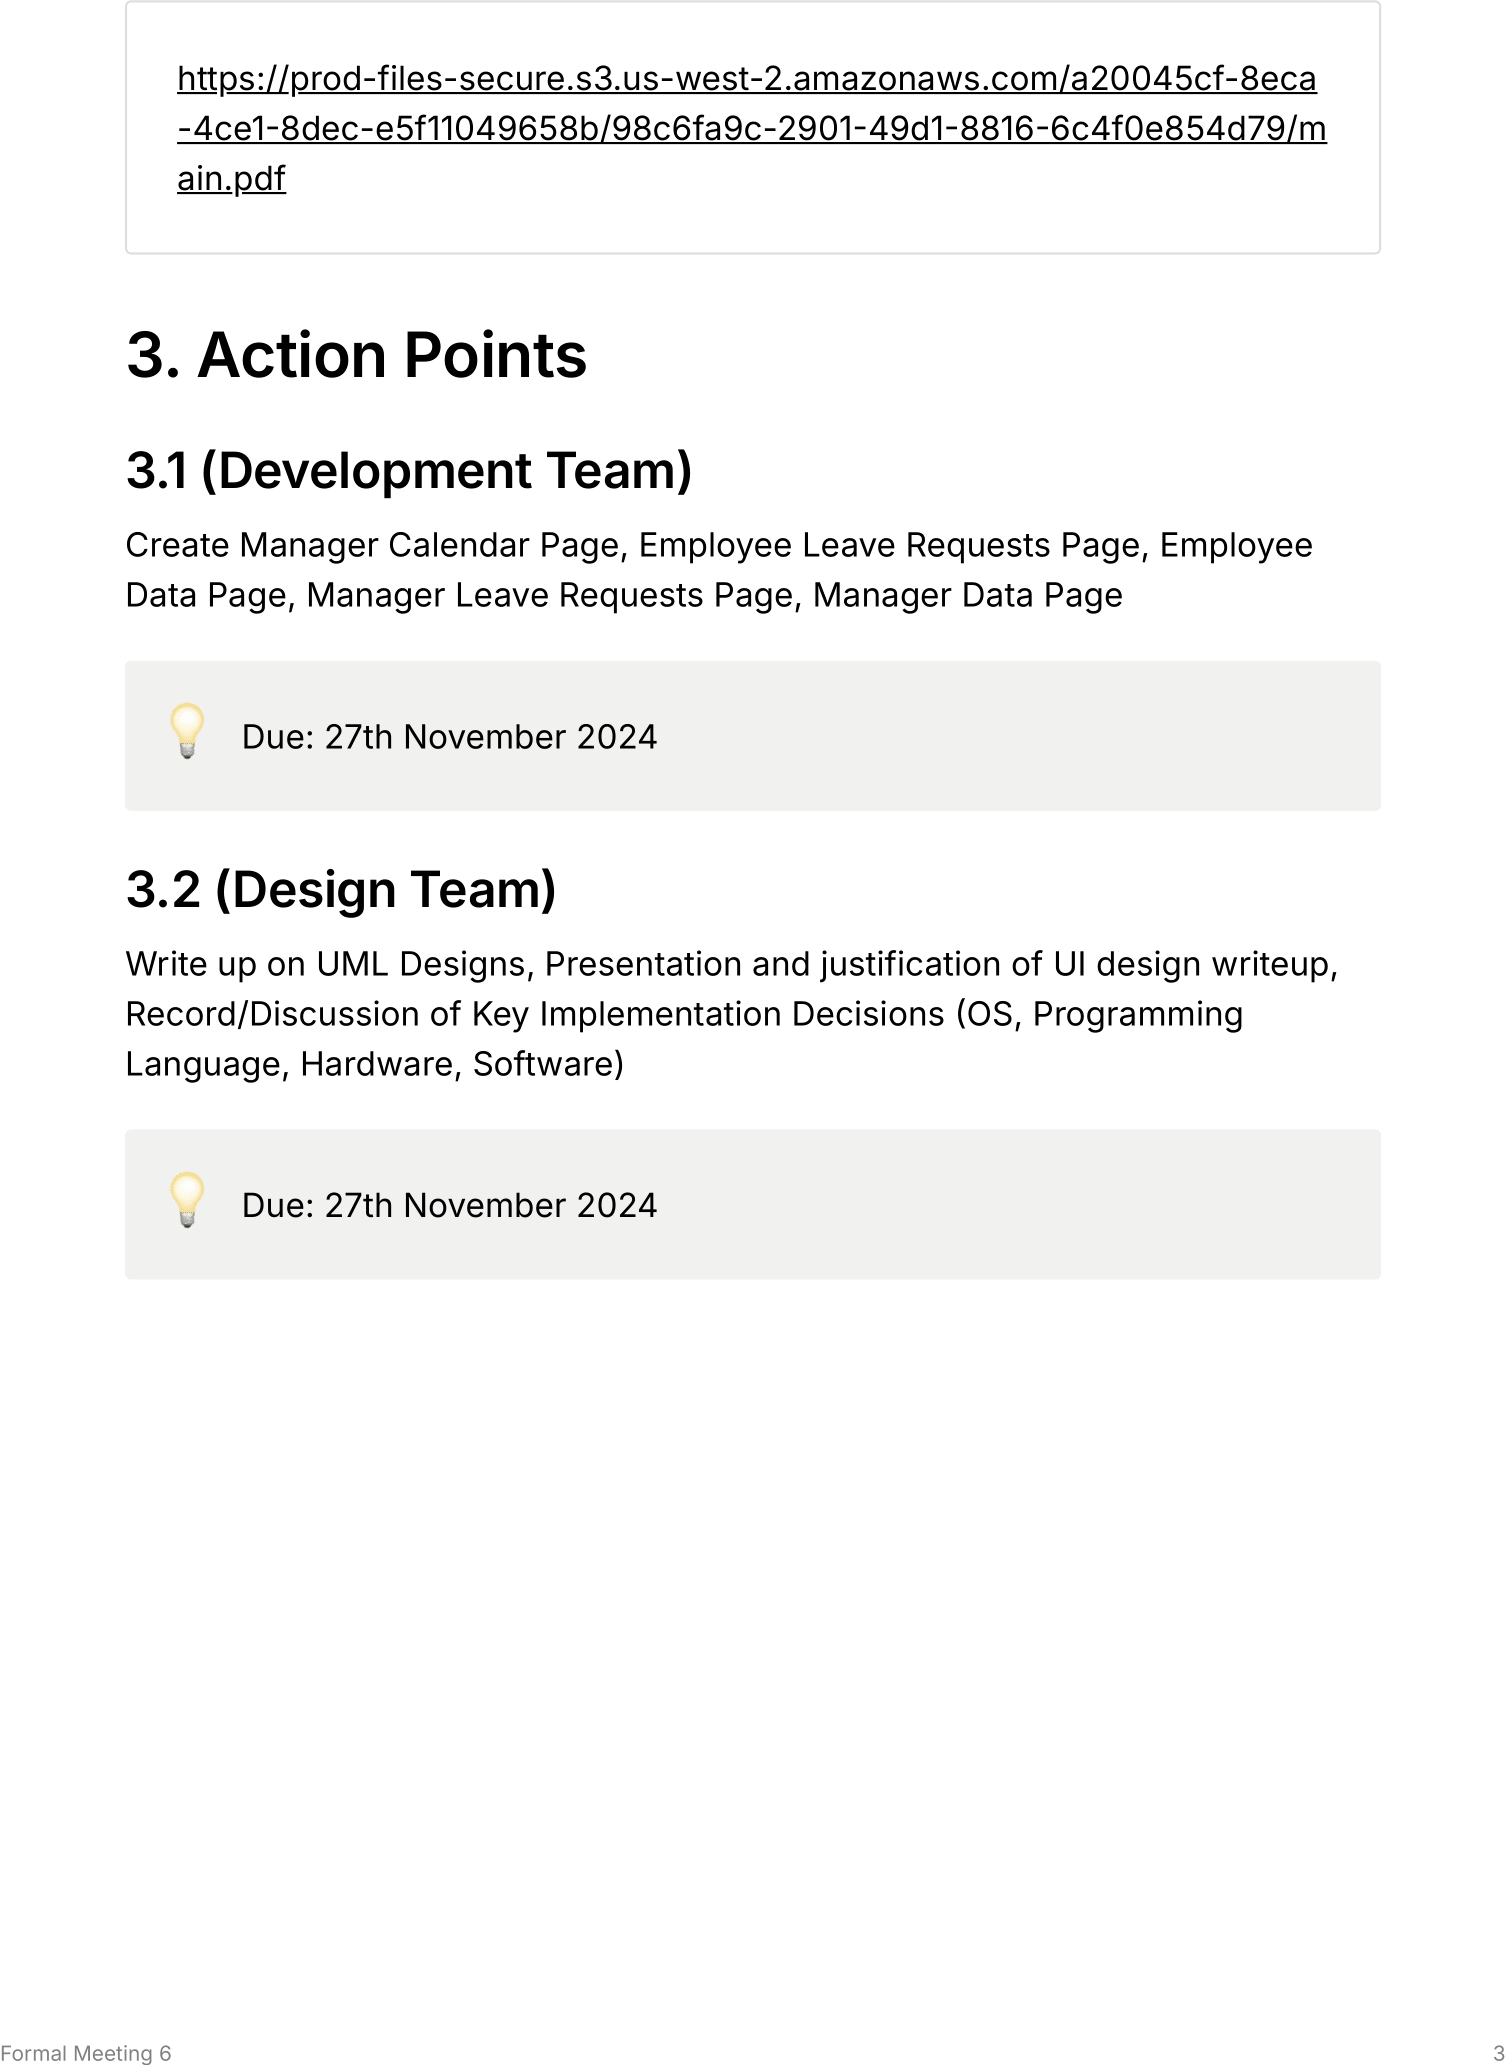 https://prod-files-secure.s3.us-west-2.amazonaws.com/a20045cf-8eca
-4ce1-8dec-e5f11049658b/98c6fa9c-2901-49d1-8816-6c4f0e854d79/m
ain.pdf
3. Action Points
3.1 (Development Team)
Create Manager Calendar Page, Employee Leave Requests Page, Employee
Data Page, Manager Leave Requests Page, Manager Data Page
Due: 27th November 2024
3.2 (Design Team)
Write up on UML Designs, Presentation and justification of UI design writeup,
Record/Discussion of Key Implementation Decisions (OS, Programming
Language, Hardware, Software)
Due: 27th November 2024
Formal Meeting 6
3